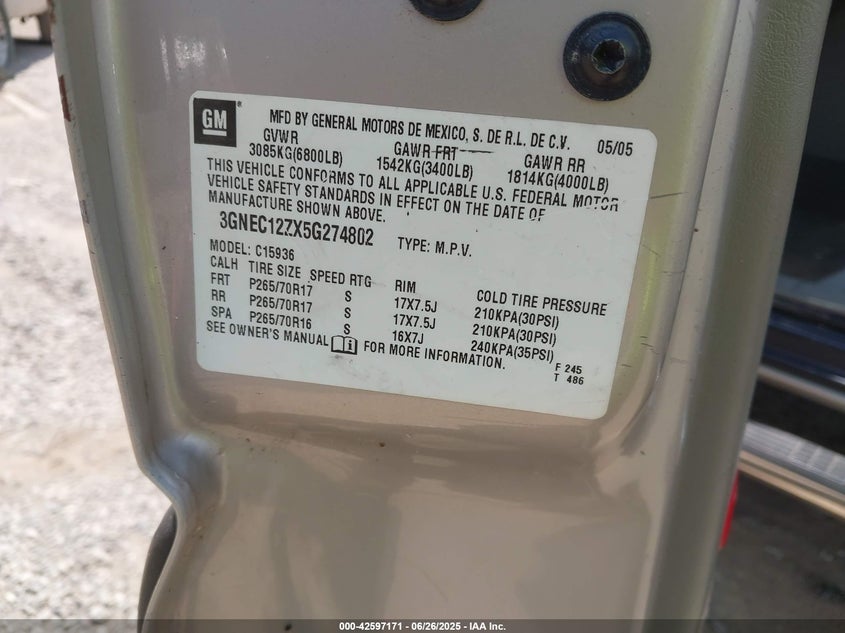 GM
MFD BY GENERAL MOTORS DE MEXICO, S. DE R.L. DE C.V. 05/05
GVWR GAWR FRT GAWR RR
3085KG(6800LB) 1542KG(3400LB) 1814KG(4000LB)
THIS VEHICLE CONFORMS TO ALL APPLICABLE U.S. FEDERAL MOTOR
VEHICLE SAFETY STANDARDS IN EFFECT ON THE DATE OF
MANUFACTURE SHOWN ABOVE.
3GNEC12ZX5G274802 TYPE: M.P.V.
MODEL: C15936
CALH TIRE SIZE SPEED RTG RIM COLD TIRE PRESSURE
FRT P265/70R17 S 17X7.5J 210KPA(30PSI)
RR P265/70R17 S 17X7.5J 210KPA(30PSI)
SPA P265/70R16 S 16X7J 240KPA(35PSI)
SEE OWNER'S MANUAL FOR MORE INFORMATION.
F 245
T 486
000-42597171 - 06/26/2025 - IAA Inc.